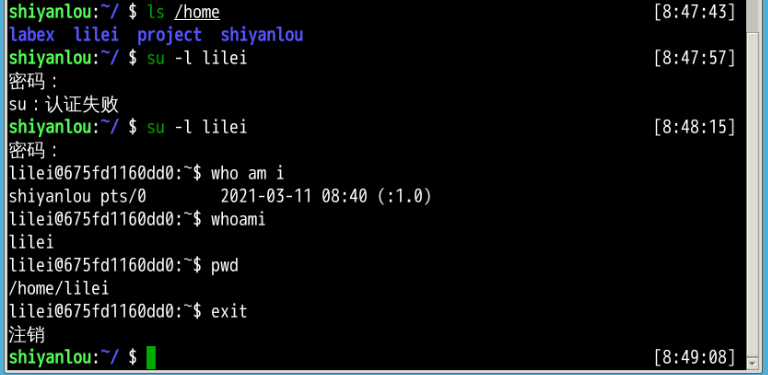 shiyanlou:~/ $ ls /home [8:47:43]
labex lilei project shiyanlou
shiyanlou:~/ $ su -l lilei [8:47:57]
密码：
su：认证失败
shiyanlou:~/ $ su -l lilei [8:48:15]
密码：
lilei@675fd1160dd0:~$ who am i
shiyanlou pts/0 2021-03-11 08:40 (:1.0)
lilei@675fd1160dd0:~$ whoami
lilei
lilei@675fd1160dd0:~$ pwd
/home/lilei
lilei@675fd1160dd0:~$ exit
注销
shiyanlou:~/ $ [8:49:08]